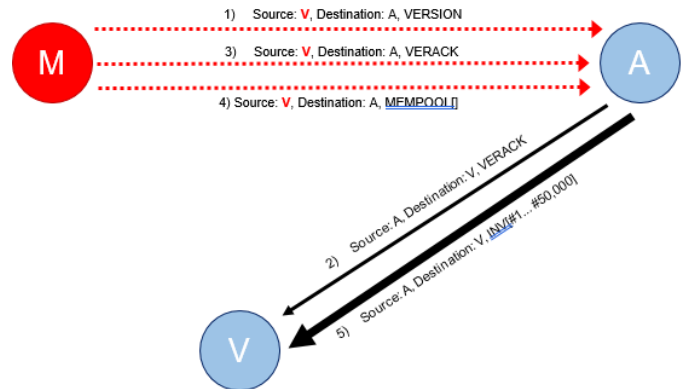 1) Source: V, Destination: A, VERSION
M
3) Source: V, Destination: A, VERACK
A
4) Source: V, Destination: A, MEMPOOL[]
2) Source: A, Destination: V, VERACK
5) Source: A, Destination: V, INV[#1...#50,000]
V